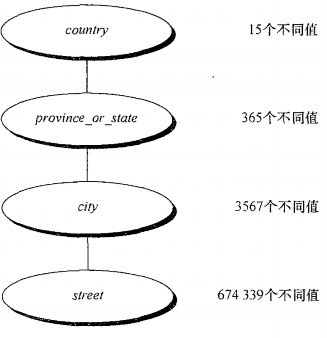 country 15个不同值
province_or_state 365个不同值
city 3567个不同值
street 674 339个不同值